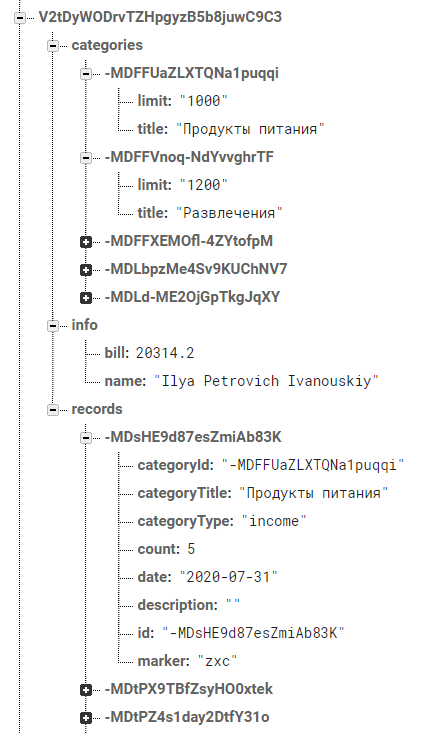 V2tDyWODrvTZHpgyzB5b8juwC9C3
categories
-MDFFUaZLXTQNa1puqqi
limit: "1000"
title: "Продукты питания"
-MDFFVnoq-NdYvvghrTF
limit: "1200"
title: "Развлечения"
-MDFFXEMOfl-4ZYtofpM
-MDLbpzMe4Sv9KUChNV7
-MDLd-ME2OjGpTkgJqXY
info
bill: 20314.2
name: "Ilya Petrovich Ivanouskiy"
records
-MDsHE9d87esZmiAb83K
categoryId: "-MDFFUaZLXTQNa1puqqi"
categoryTitle: "Продукты питания"
categoryType: "income"
count: 5
date: "2020-07-31"
description: ""
id: "-MDsHE9d87esZmiAb83K"
marker: "zxc"
-MDtPX9TBfZsyHO0xtek
-MDtPZ4s1day2DtfY31o